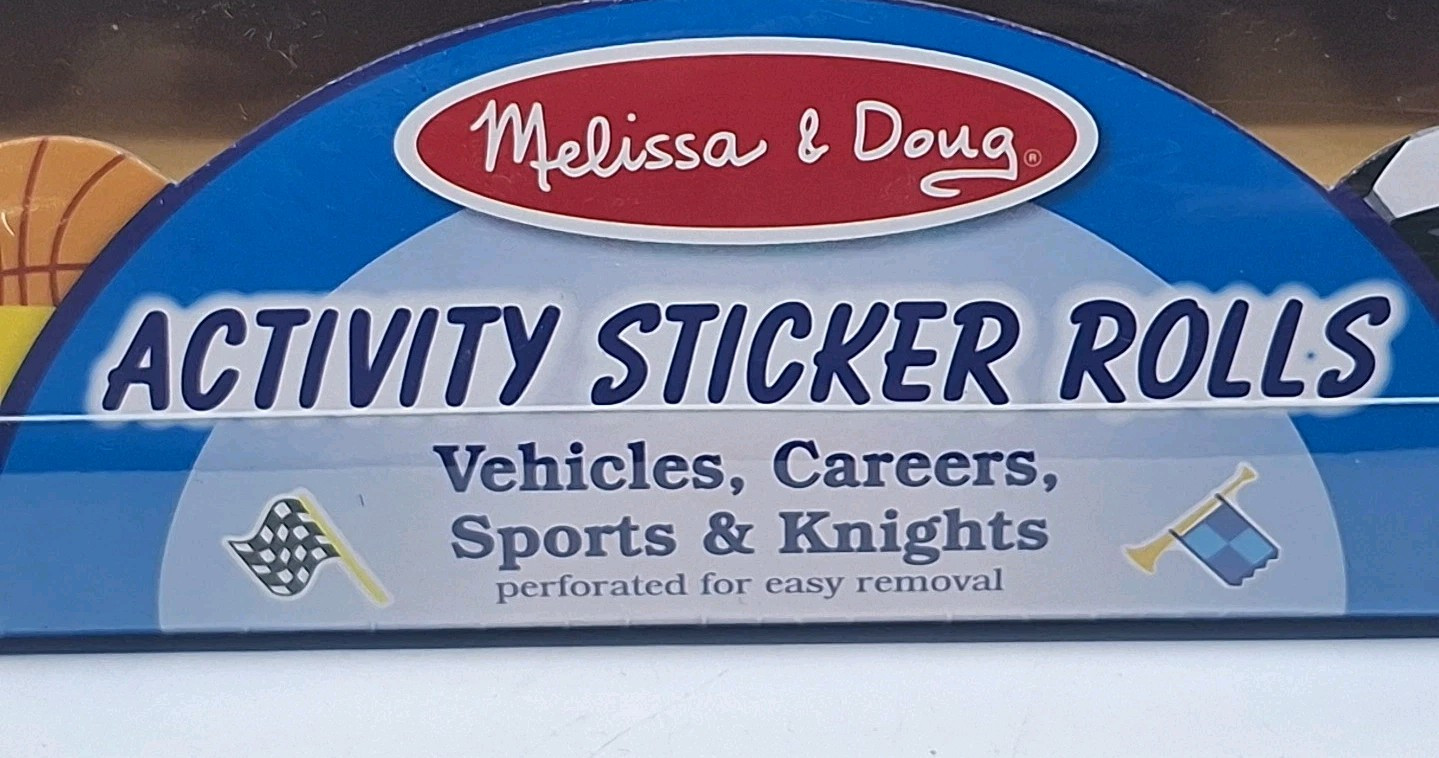 Melissa & Doug®
ACTIVITY STICKER ROLLS
Vehicles, Careers,
Sports & Knights
perforated for easy removal